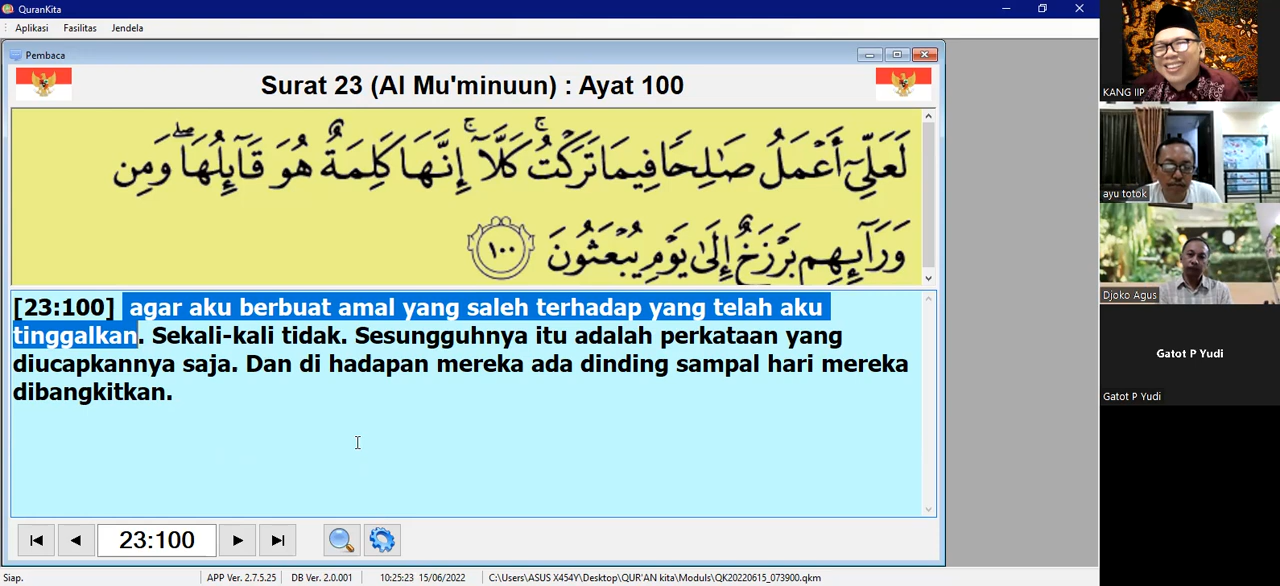 QuranKita
Aplikasi Fasilitas Jendela
Pembaca
Surat 23 (Al Mu'minuun) : Ayat 100
لَعَلِّىٓ أَعْمَلُ صَـٰلِحًا فِيمَا تَرَكْتُ ۚ كَلَّآ ۚ إِنَّهَا كَلِمَةٌ هُوَ قَآئِلُهَا ۖ وَمِن
وَرَآئِهِم بَرْزَخٌ إِلَىٰ يَوْمِ يُبْعَثُونَ ١٠٠
[23:100] agar aku berbuat amal yang saleh terhadap yang telah aku
tinggalkan. Sekali-kali tidak. Sesungguhnya itu adalah perkataan yang
diucapkannya saja. Dan di hadapan mereka ada dinding sampal hari mereka
dibangkitkan.
23:100
Siap. APP Ver. 2.7.5.25 DB Ver. 2.0.001 10:25:23 15/06/2022 C:\Users\ASUS X454Y\Desktop\QUR'AN kita\Moduls\QK20220615_073900.qkm
KANG IIP
ayu totok
Djoko Agus
Gatot P Yudi
Gatot P Yudi